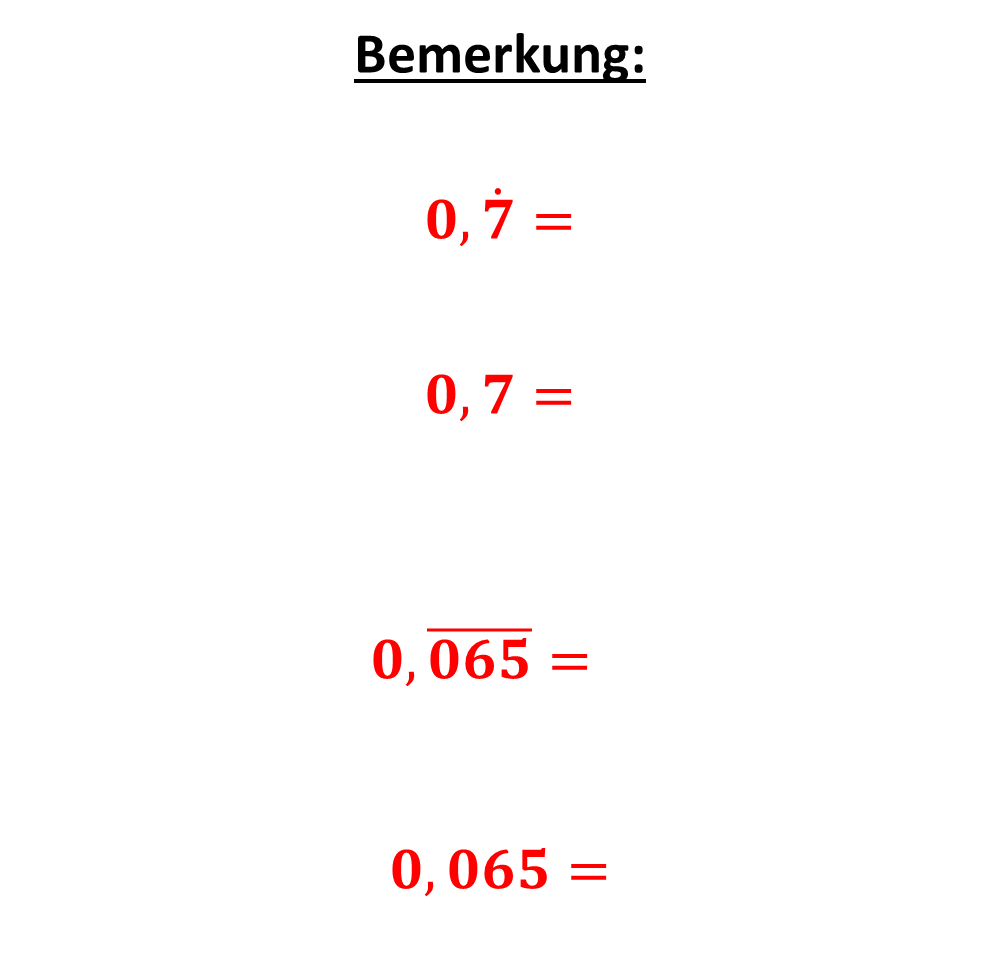 Bemerkung:
0,7̇ =
0,7 =
0,0̅6̅5̅ =
0,065 =